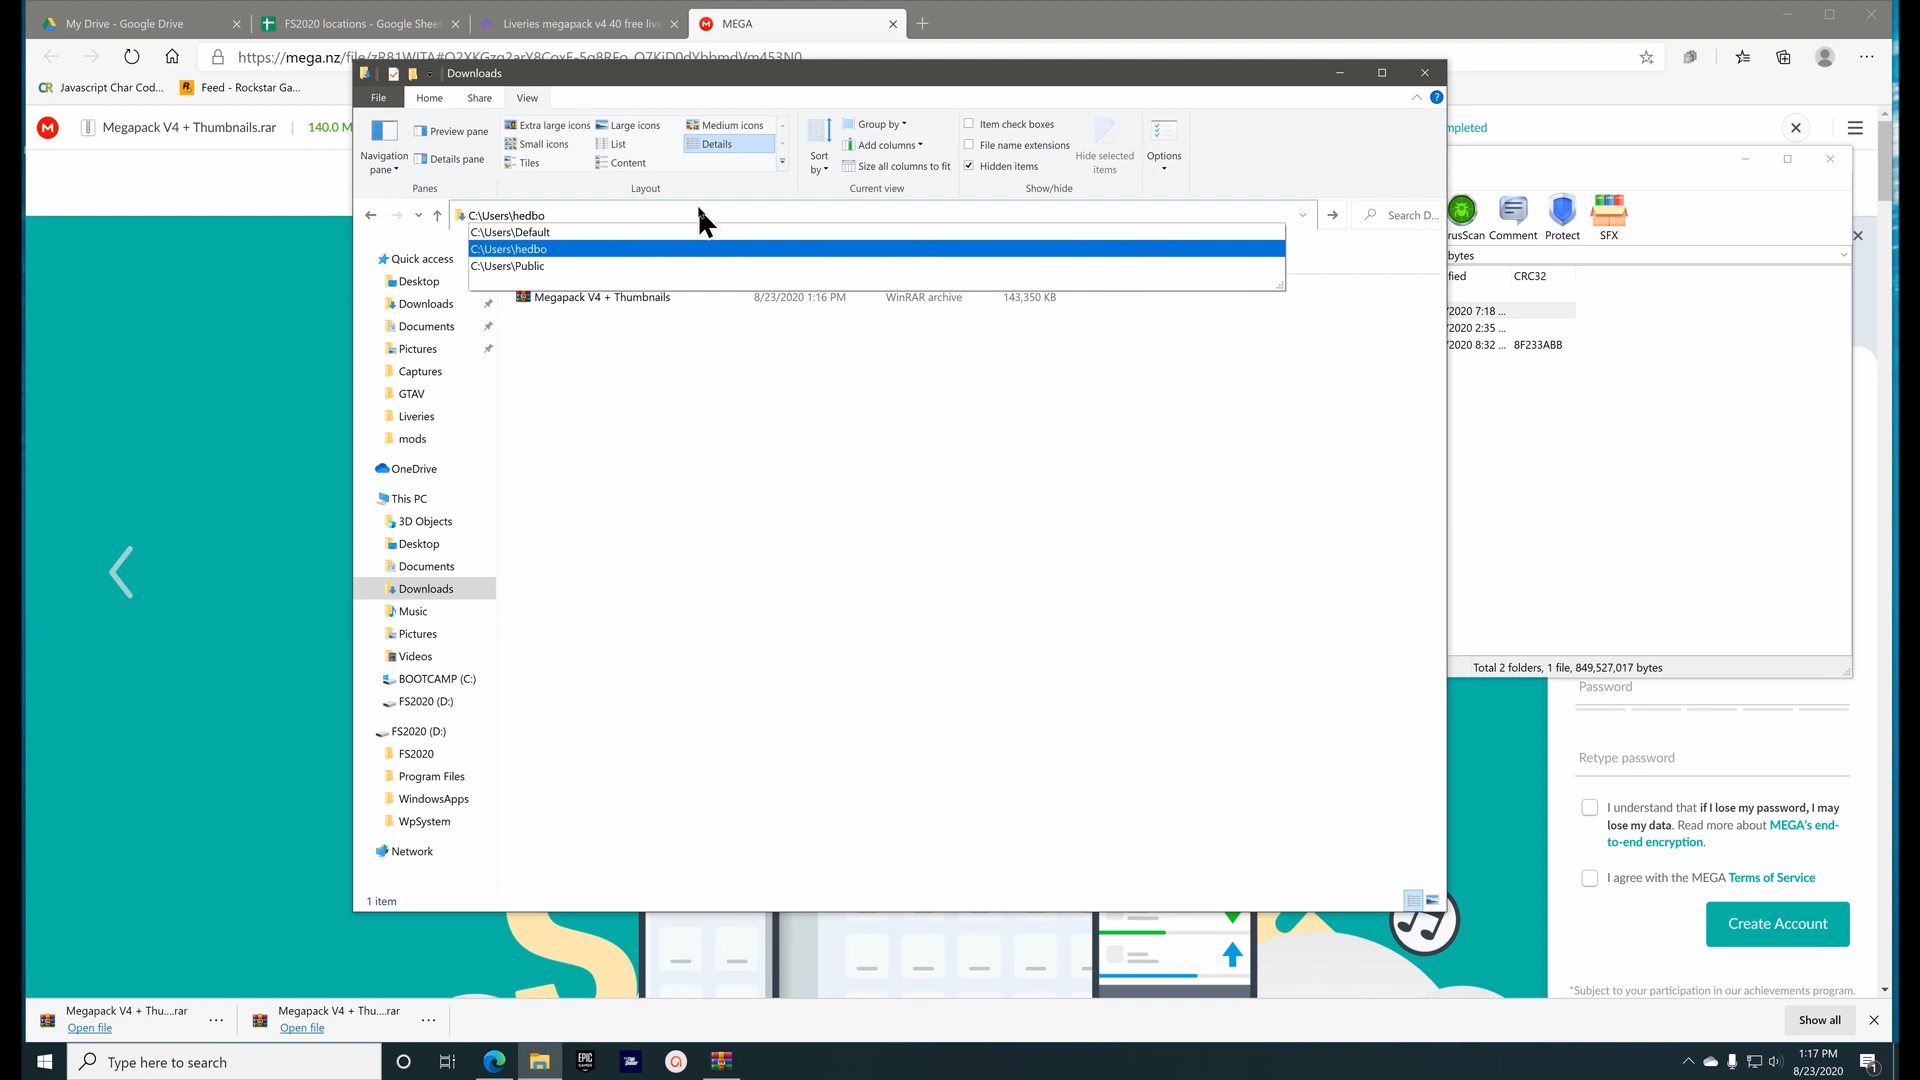 My Drive - Google Drive
FS2020 locations - Google Shee
Liveries megapack v4 40 free live
MEGA
https://mega.nz/file/
CR Javascript Char Cod...
Feed - Rockstar Ga...
Megapack V4 + Thumbnails.rar
140.0 M
mpleted
Downloads
File
Home
Share
View
Navigation pane
Preview pane
Details pane
Panes
Extra large icons
Large icons
Medium icons
Small icons
List
Details
Tiles
Content
Layout
Sort by
Group by
Add columns
Size all columns to fit
Current view
Item check boxes
File name extensions
Hidden items
Hide selected items
Show/hide
Options
C:\Users\hedbo
Search D...
C:\Users\Default
C:\Users\hedbo
C:\Users\Public
Megapack V4 + Thumbnails
8/23/2020 1:16 PM
WinRAR archive
143,350 KB
Quick access
Desktop
Downloads
Documents
Pictures
Captures
GTAV
Liveries
mods
OneDrive
This PC
3D Objects
Desktop
Documents
Downloads
Music
Pictures
Videos
BOOTCAMP (C:)
FS2020 (D:)
FS2020 (D:)
FS2020
Program Files
WindowsApps
WpSystem
Network
1 item
rusScan
Comment
Protect
SFX
bytes
fied
CRC32
/2020 7:18 ...
/2020 2:35 ...
/2020 8:32 ...
8F233ABB
Total 2 folders, 1 file, 849,527,017 bytes
Password
Retype password
I understand that if I lose my password, I may
lose my data. Read more about MEGA's end-
to-end encryption.
I agree with the MEGA Terms of Service
Create Account
*Subject to your participation in our achievements program.
Megapack V4 + Thu....rar
Open file
Megapack V4 + Thu....rar
Open file
Show all
Type here to search
EPIC
GAMES
1:17 PM
8/23/2020
1